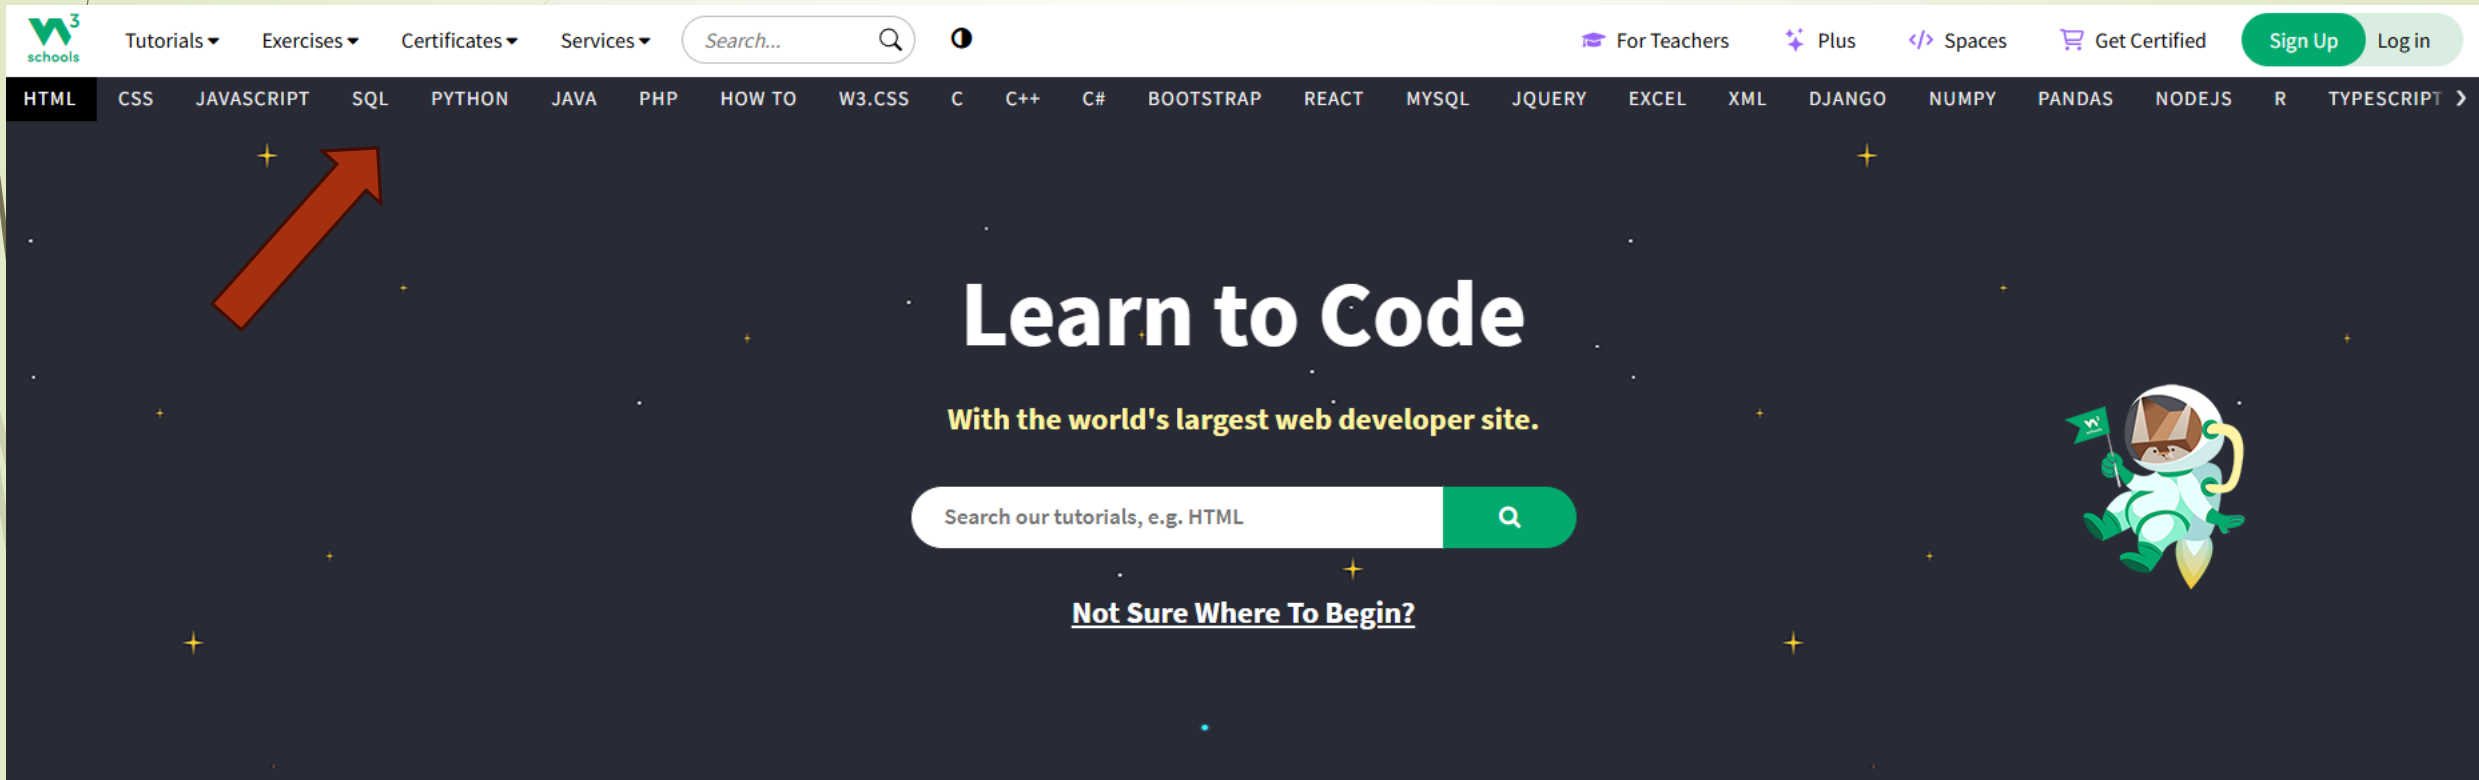 W3
schools
Tutorials Exercises Certificates Services Search... For Teachers Plus Spaces Get Certified Sign Up Log in
HTML CSS JAVASCRIPT SQL PYTHON JAVA PHP HOW TO W3.CSS C C++ C# BOOTSTRAP REACT MYSQL JQUERY EXCEL XML DJANGO NUMPY PANDAS NODEJS R TYPESCRIPT
Learn to Code
With the world's largest web developer site.
Search our tutorials, e.g. HTML
Not Sure Where To Begin?